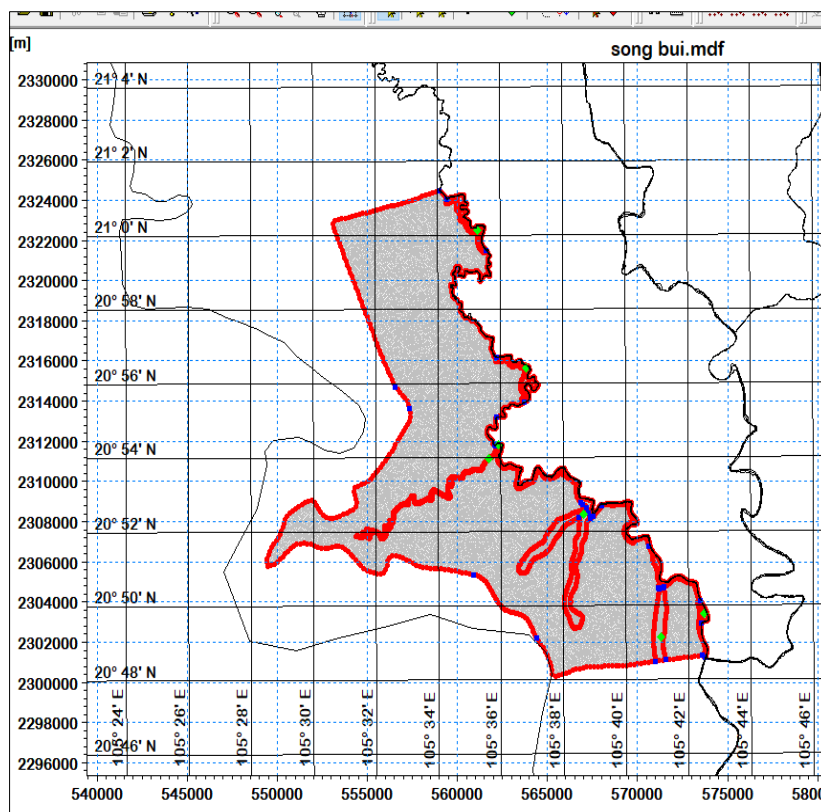 song bui.mdf
[m]
2330000
21° 4' N
2328000
2326000
21° 2' N
2324000
21° 0' N
2322000
2320000
20° 58' N
2318000
2316000
20° 56' N
2314000
2312000
20° 54' N
2310000
2308000
20° 52' N
2306000
2304000
20° 50' N
2302000
2300000
20° 48' N
2298000
20° 46' N
2296000
105° 24' E
105° 26' E
105° 28' E
105° 30' E
105° 32' E
105° 34' E
105° 36' E
105° 38' E
105° 40' E
105° 42' E
105° 44' E
105° 46' E
540000 545000 550000 555000 560000 565000 570000 575000 580000